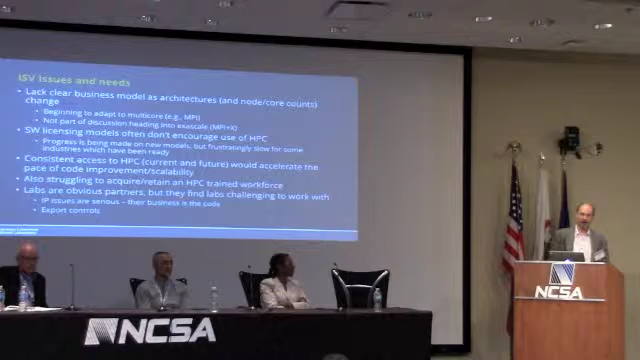 ISV issues and needs
• Lack clear business model as architectures (and node/core counts)
change
• Beginning to adapt to multicore (e.g., MPI)
• Not part of discussion heading into exascale (MPI+X)
• SW licensing models often don't encourage use of HPC
• Progress is being made on new models, but frustratingly slow for some
industries which have been ready
• Consistent access to HPC (current and future) would accelerate the
pace of code improvement/scalability
• Also struggling to acquire/retain an HPC trained workforce
• Labs are obvious partners, but they find labs challenging to work with
• IP issues are serious – their business is the code
• Export controls
NCSA
NCSA